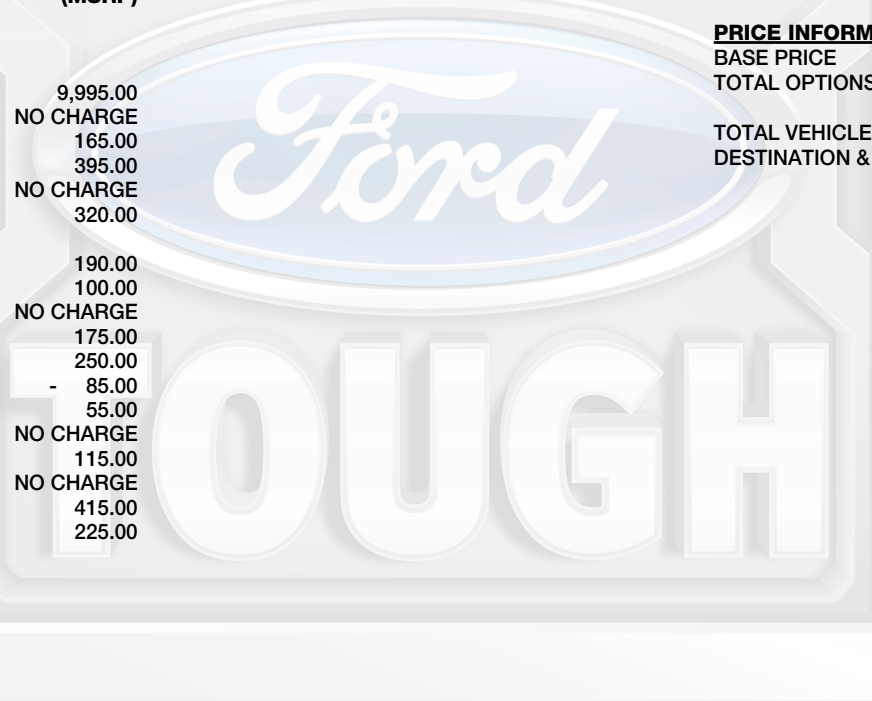 (MSRP)
9,995.00
NO CHARGE
165.00
395.00
NO CHARGE
320.00
190.00
100.00
NO CHARGE
175.00
250.00
- 85.00
55.00
NO CHARGE
115.00
NO CHARGE
415.00
225.00
PRICE INFORM
BASE PRICE
TOTAL OPTIONS
TOTAL VEHICLE
DESTINATION &
Ford
TOUGH